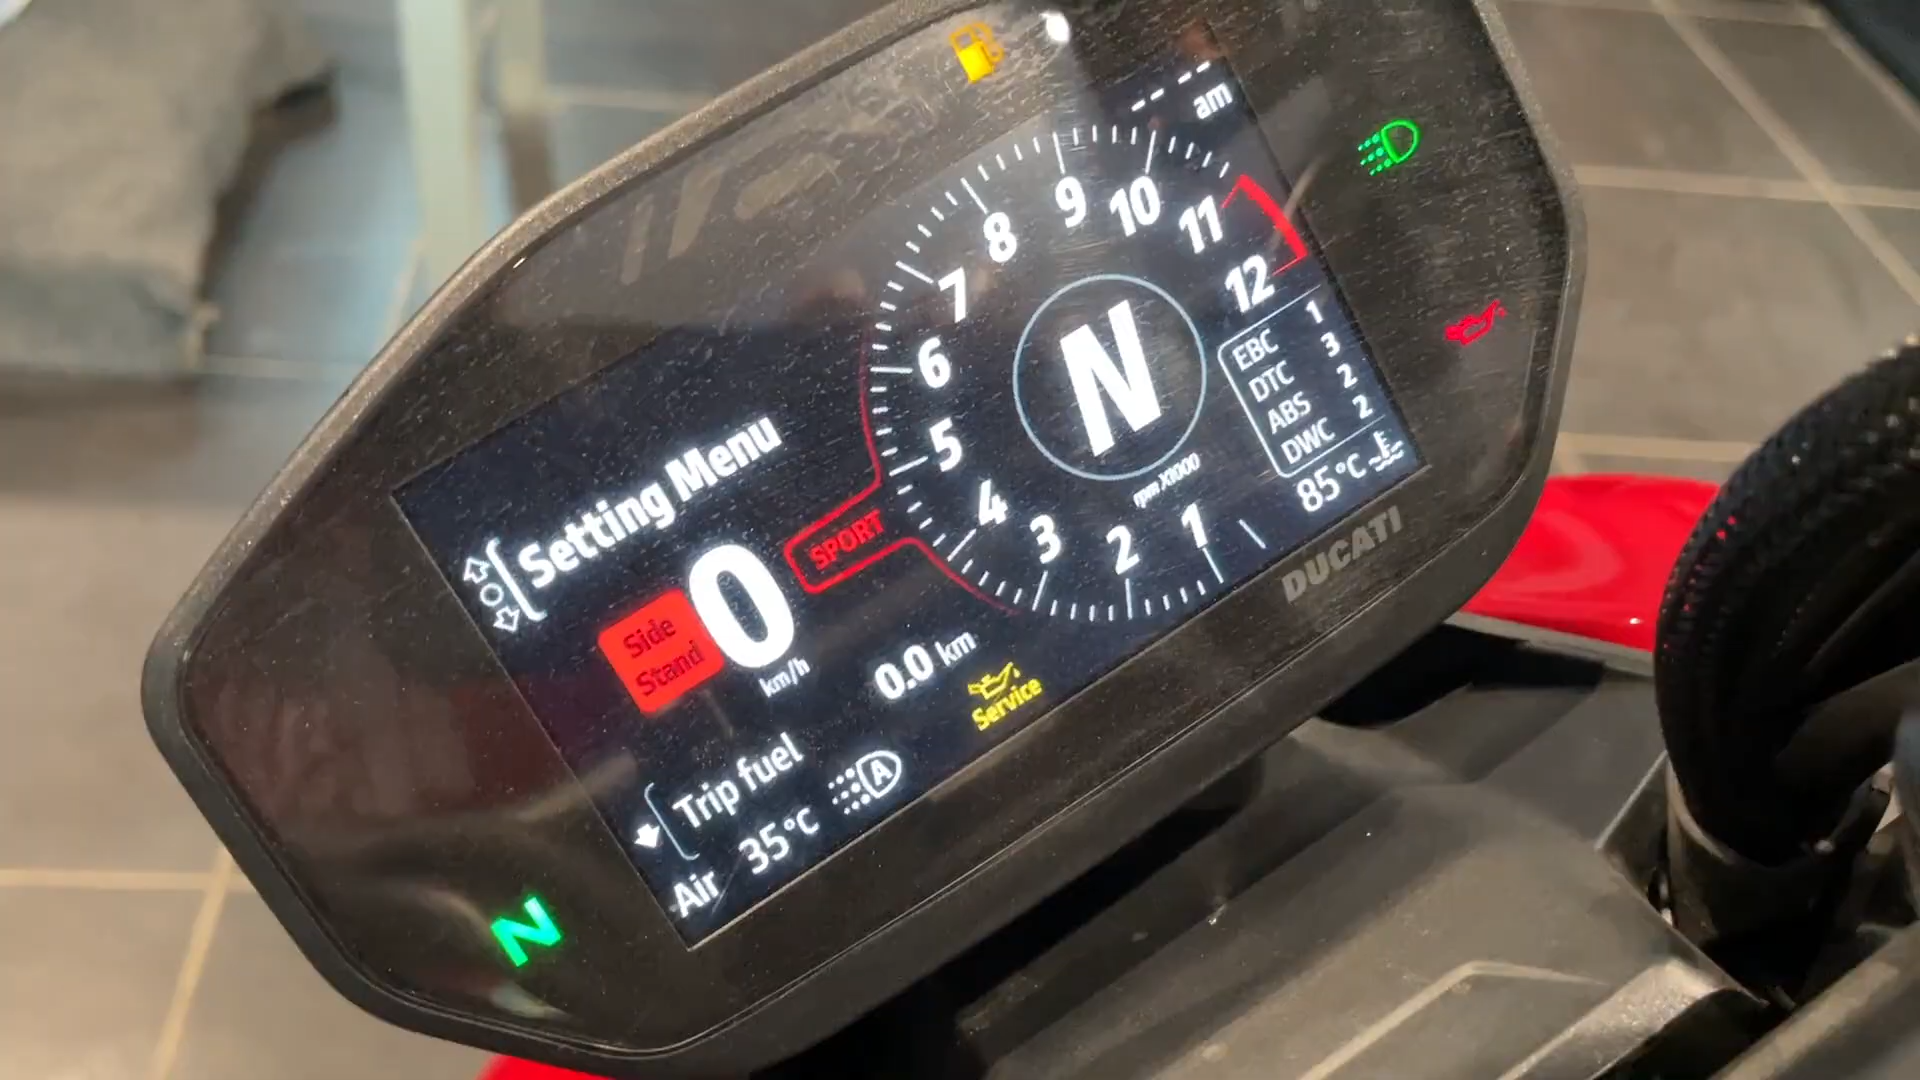 -- -- am
Setting Menu
Side
Stand
0
km/h
SPORT
0.0 km
Service
Trip fuel
A
Air 35°C
1
2
3
4
5
6
7
8
9
10
11
12
N
rpm X1000
EBC 1
DTC 3
ABS 2
DWC 2
85°C
DUCATI
N